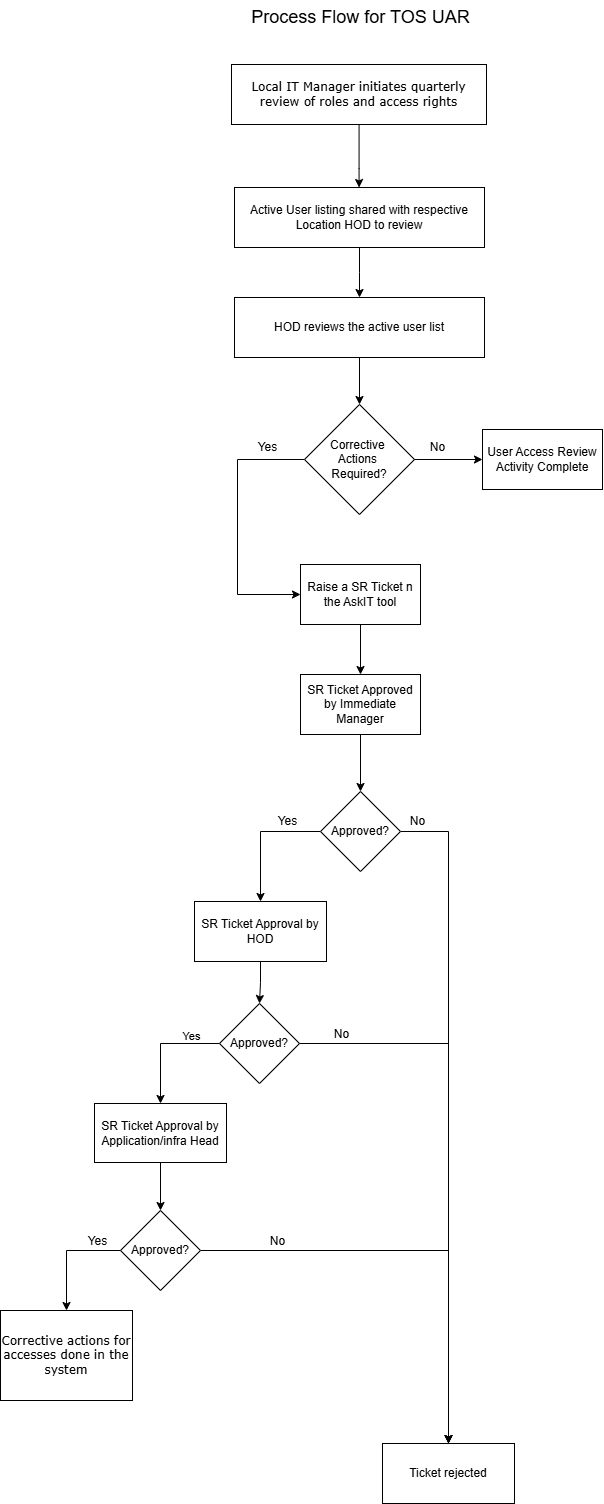 Process Flow for TOS UAR
Local IT Manager initiates quarterly
review of roles and access rights
Active User listing shared with respective
Location HOD to review
HOD reviews the active user list
Corrective
Actions
Required?
Yes
No
User Access Review
Activity Complete
Raise a SR Ticket n
the AskIT tool
SR Ticket Approved
by Immediate
Manager
Approved?
Yes
No
SR Ticket Approval by
HOD
Approved?
Yes
No
SR Ticket Approval by
Application/infra Head
Approved?
Yes
No
Corrective actions for
accesses done in the
system
Ticket rejected